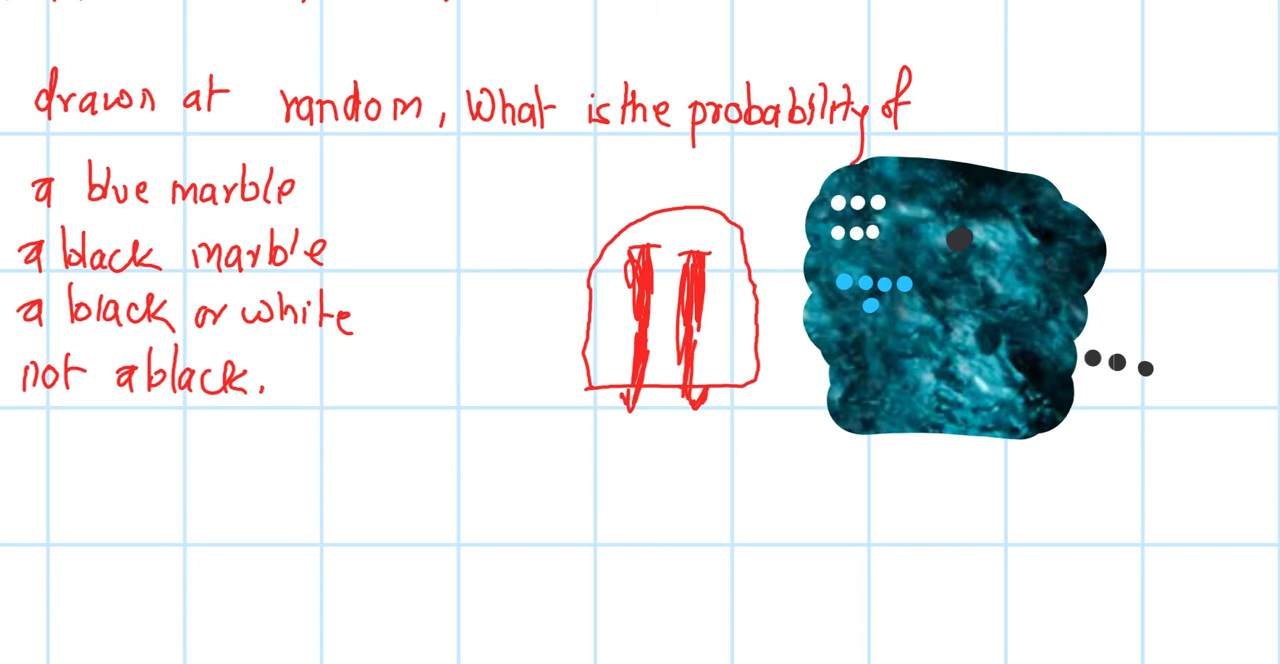 drawn at random, What is the probability of
a blue marble
a black marble
a black or white
not a black.